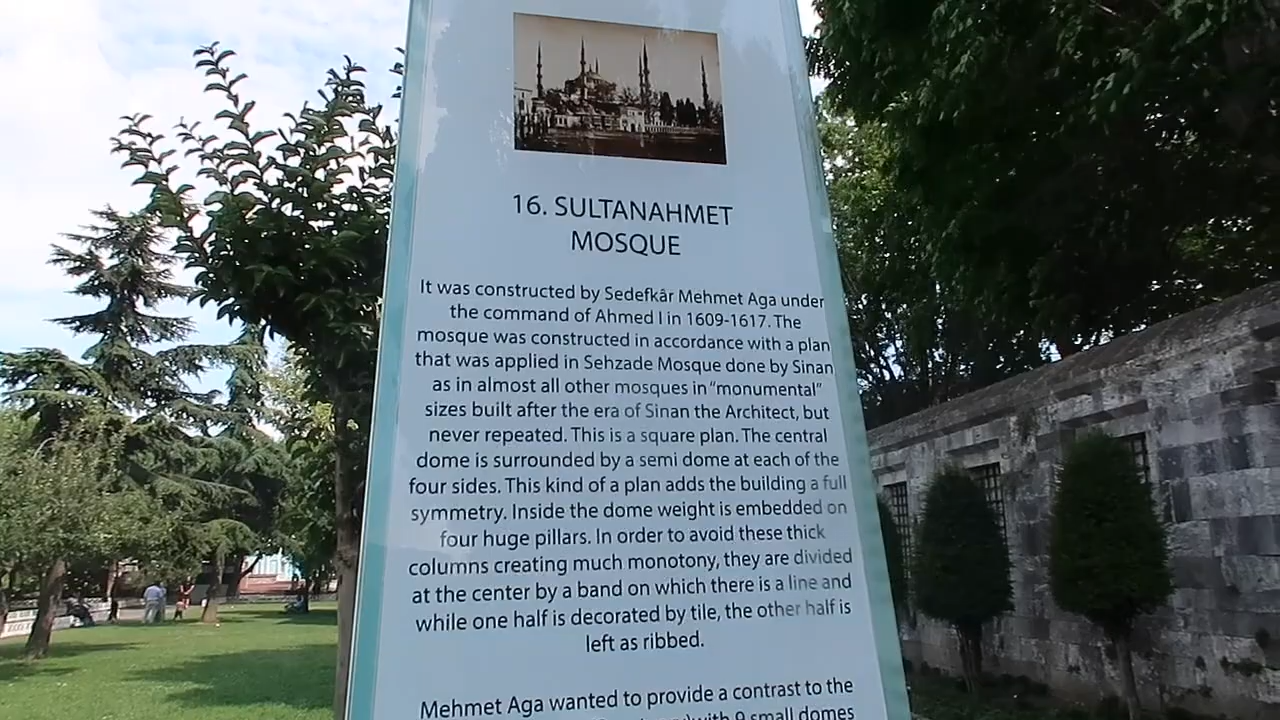 16. SULTANAHMET
MOSQUE
It was constructed by Sedefkâr Mehmet Aga under
the command of Ahmed I in 1609-1617. The
mosque was constructed in accordance with a plan
that was applied in Sehzade Mosque done by Sinan
as in almost all other mosques in "monumental"
sizes built after the era of Sinan the Architect, but
never repeated. This is a square plan. The central
dome is surrounded by a semi dome at each of the
four sides. This kind of a plan adds the building a full
symmetry. Inside the dome weight is embedded on
four huge pillars. In order to avoid these thick
columns creating much monotony, they are divided
at the center by a band on which there is a line and
while one half is decorated by tile, the other half is
left as ribbed.
Mehmet Aga wanted to provide a contrast to the
with 9 small domes